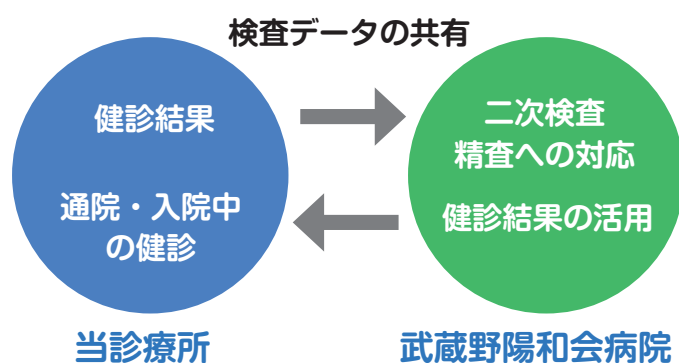 検査データの共有
健診結果
通院・入院中
の健診
二次検査
精査への対応
健診結果の活用
当診療所
武蔵野陽和会病院